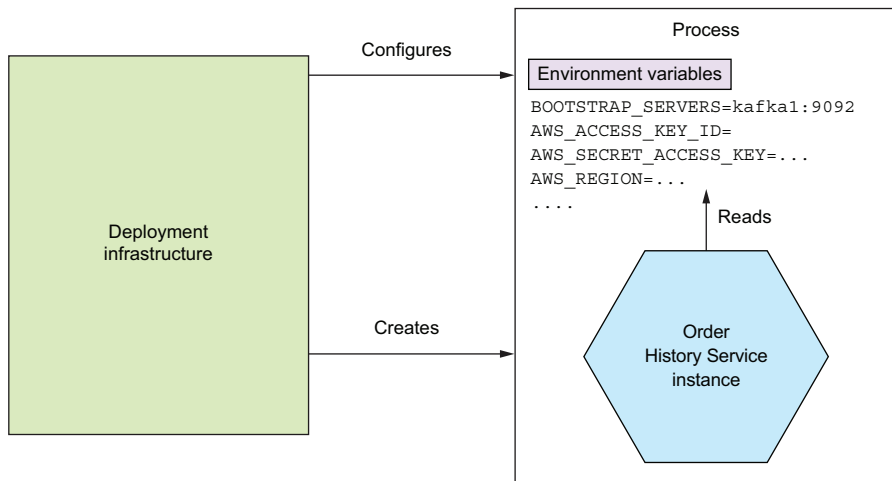 Process
Configures
Environment variables
BOOTSTRAP_SERVERS=kafka1:9092
AWS_ACCESS_KEY_ID=
AWS_SECRET_ACCESS_KEY=...
AWS_REGION=...
....
Reads
Deployment
infrastructure
Creates
Order
History Service
instance